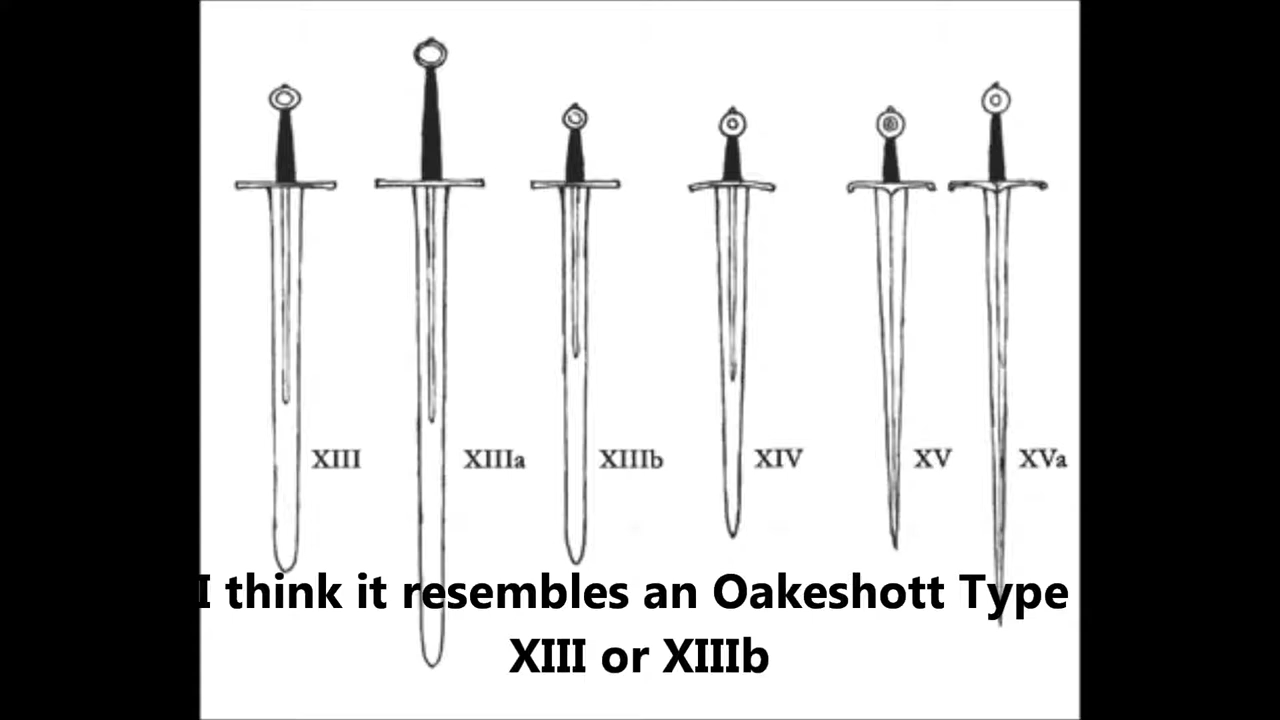 XIII XIIIa XIIIb XIV XV XVa
I think it resembles an Oakeshott Type
XIII or XIIIb